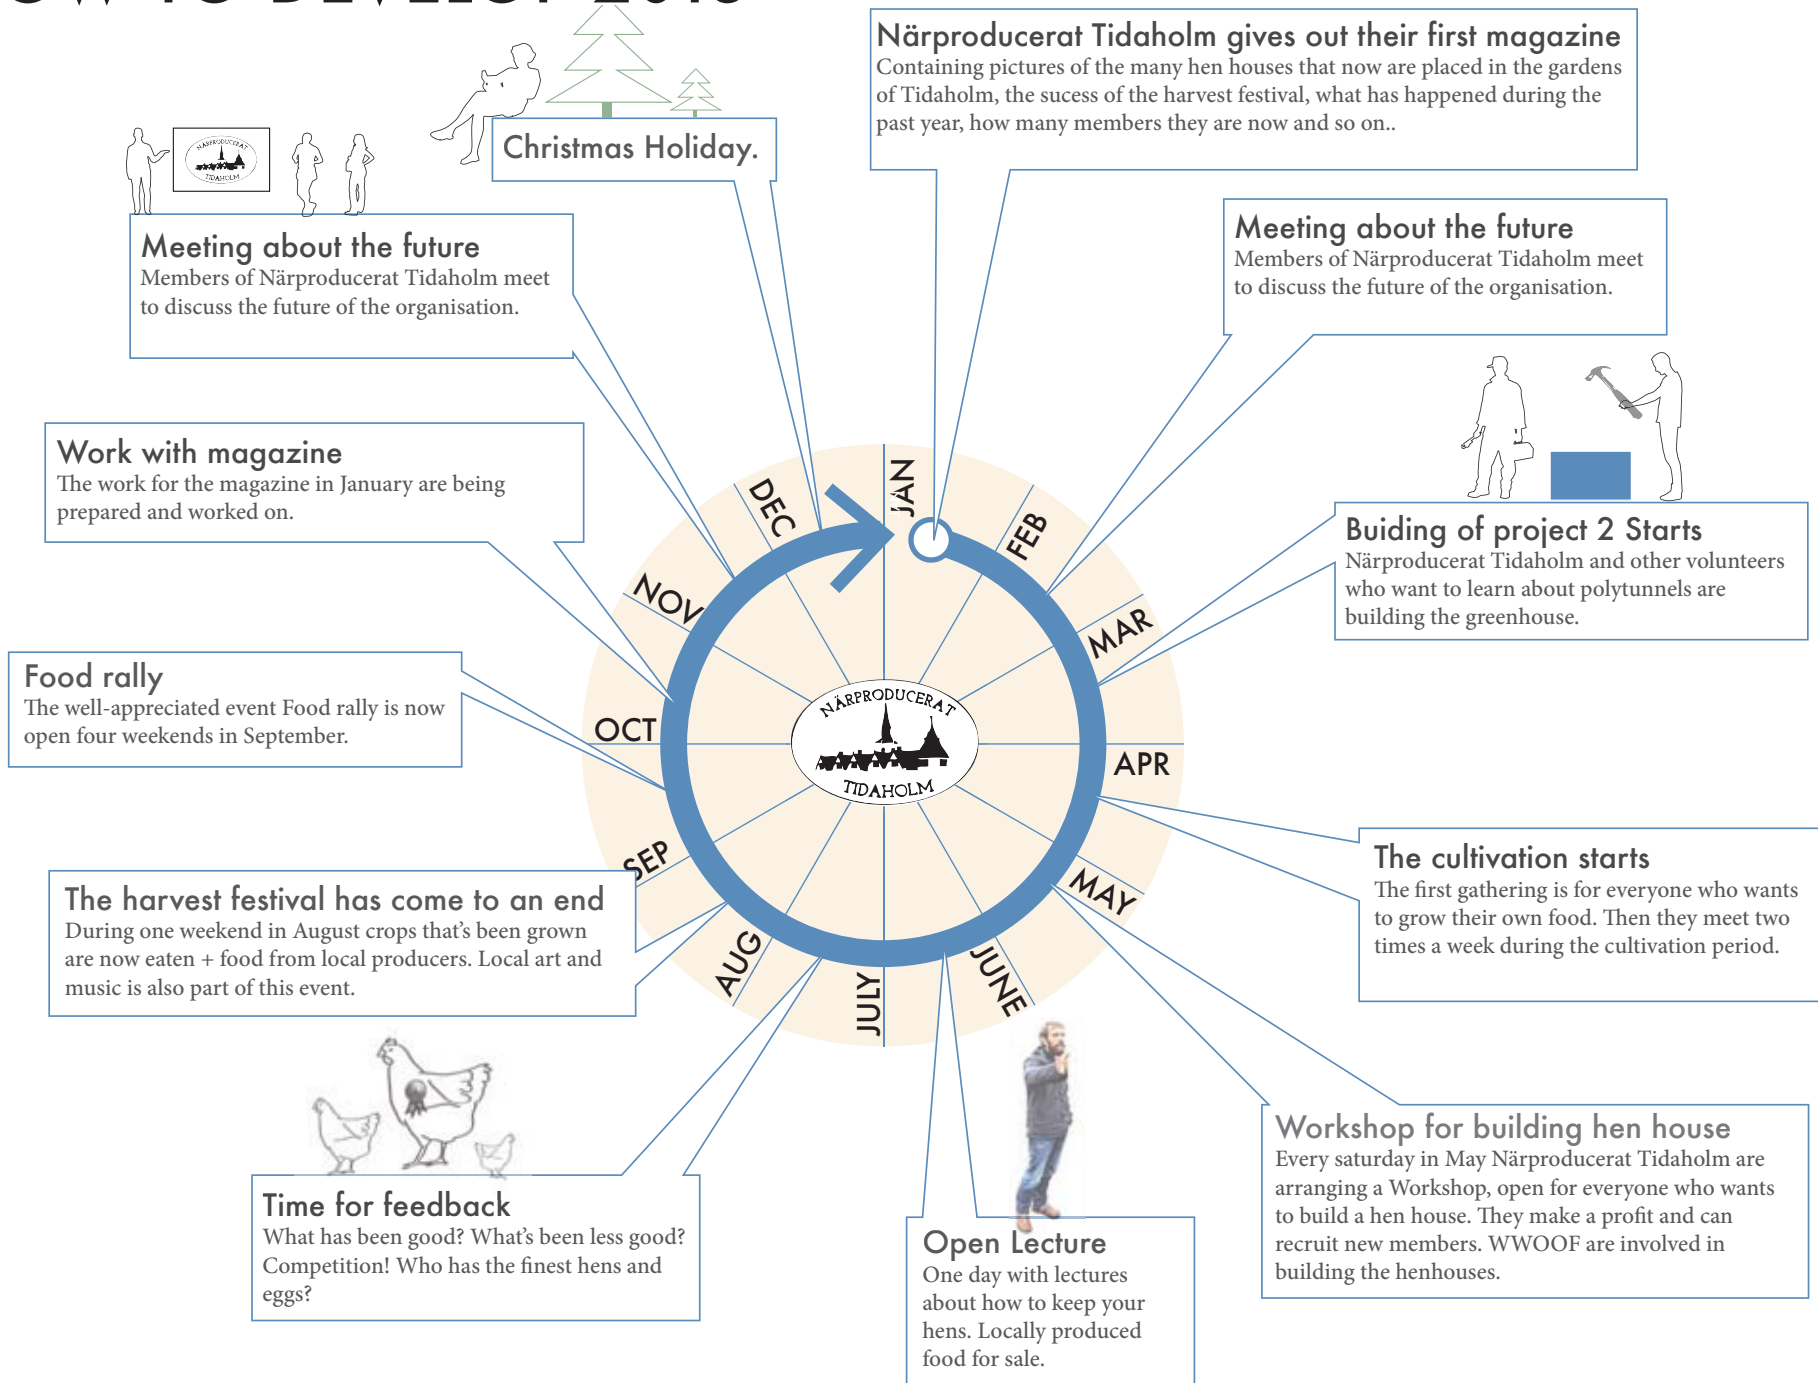 Närproducerat Tidaholm gives out their first magazine
Containing pictures of the many hen houses that now are placed in the gardens
of Tidaholm, the sucess of the harvest festival, what has happened during the
past year, how many members they are now and so on..
Christmas Holiday.
NÄRPRODUCERAT
TIDAHOLM
Meeting about the future
Members of Närproducerat Tidaholm meet
to discuss the future of the organisation.
Meeting about the future
Members of Närproducerat Tidaholm meet
to discuss the future of the organisation.
Work with magazine
The work for the magazine in January are being
prepared and worked on.
Buiding of project 2 Starts
Närproducerat Tidaholm and other volunteers
who want to learn about polytunnels are
building the greenhouse.
Food rally
The well-appreciated event Food rally is now
open four weekends in September.
JAN
FEB
MAR
APR
MAY
JUNE
JULY
AUG
SEP
OCT
NOV
DEC
NÄRPRODUCERAT
TIDAHOLM
The cultivation starts
The first gathering is for everyone who wants
to grow their own food. Then they meet two
times a week during the cultivation period.
The harvest festival has come to an end
During one weekend in August crops that's been grown
are now eaten + food from local producers. Local art and
music is also part of this event.
Workshop for building hen house
Every saturday in May Närproducerat Tidaholm are
arranging a Workshop, open for everyone who wants
to build a hen house. They make a profit and can
recruit new members. WWOOF are involved in
building the henhouses.
Time for feedback
What has been good? What's been less good?
Competition! Who has the finest hens and
eggs?
Open Lecture
One day with lectures
about how to keep your
hens. Locally produced
food for sale.